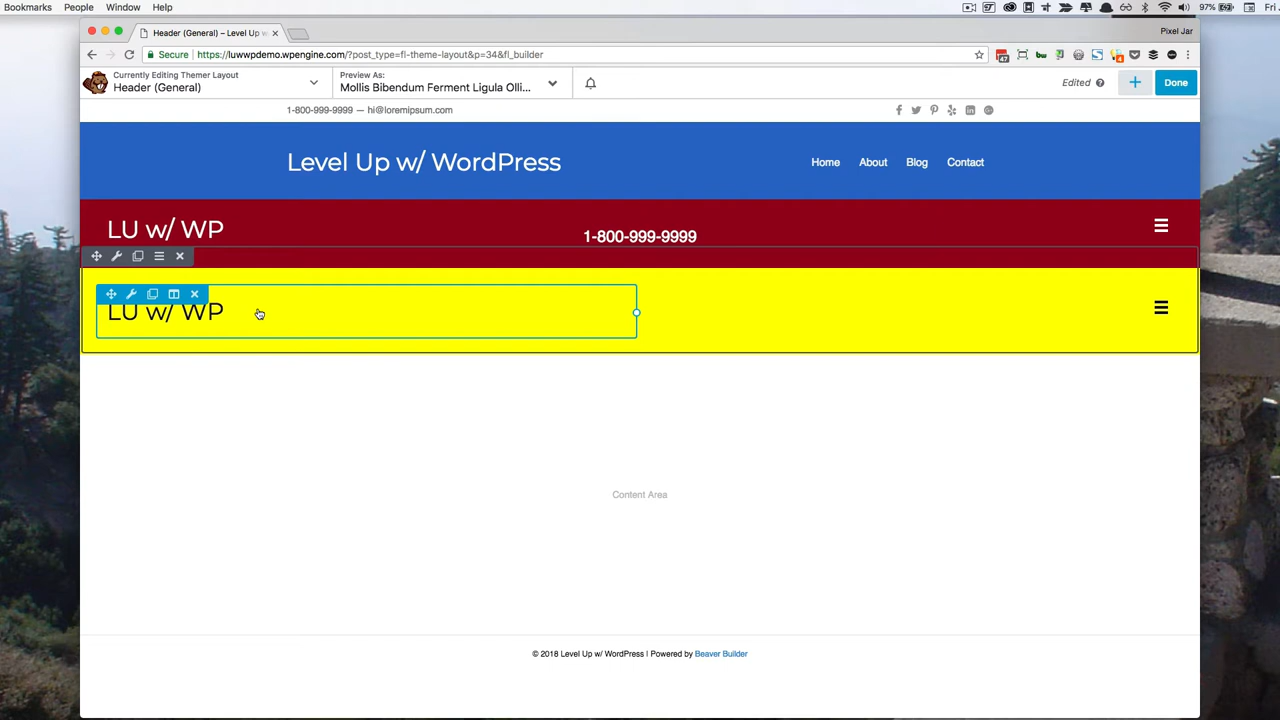 Bookmarks People Window Help
97% Fri
Header (General) – Level Up w
Pixel Jar
Secure https://luwwpdemo.wpengine.com/?post_type=fl-theme-layout&p=34&fl_builder
Currently Editing Themer Layout
Header (General)
Preview As:
Mollis Bibendum Ferment Ligula Olli...
Edited
Done
1-800-999-9999 — hi@loremipsum.com
Level Up w/ WordPress
Home About Blog Contact
LU w/ WP
1-800-999-9999
LU w/ WP
Content Area
© 2018 Level Up w/ WordPress | Powered by Beaver Builder